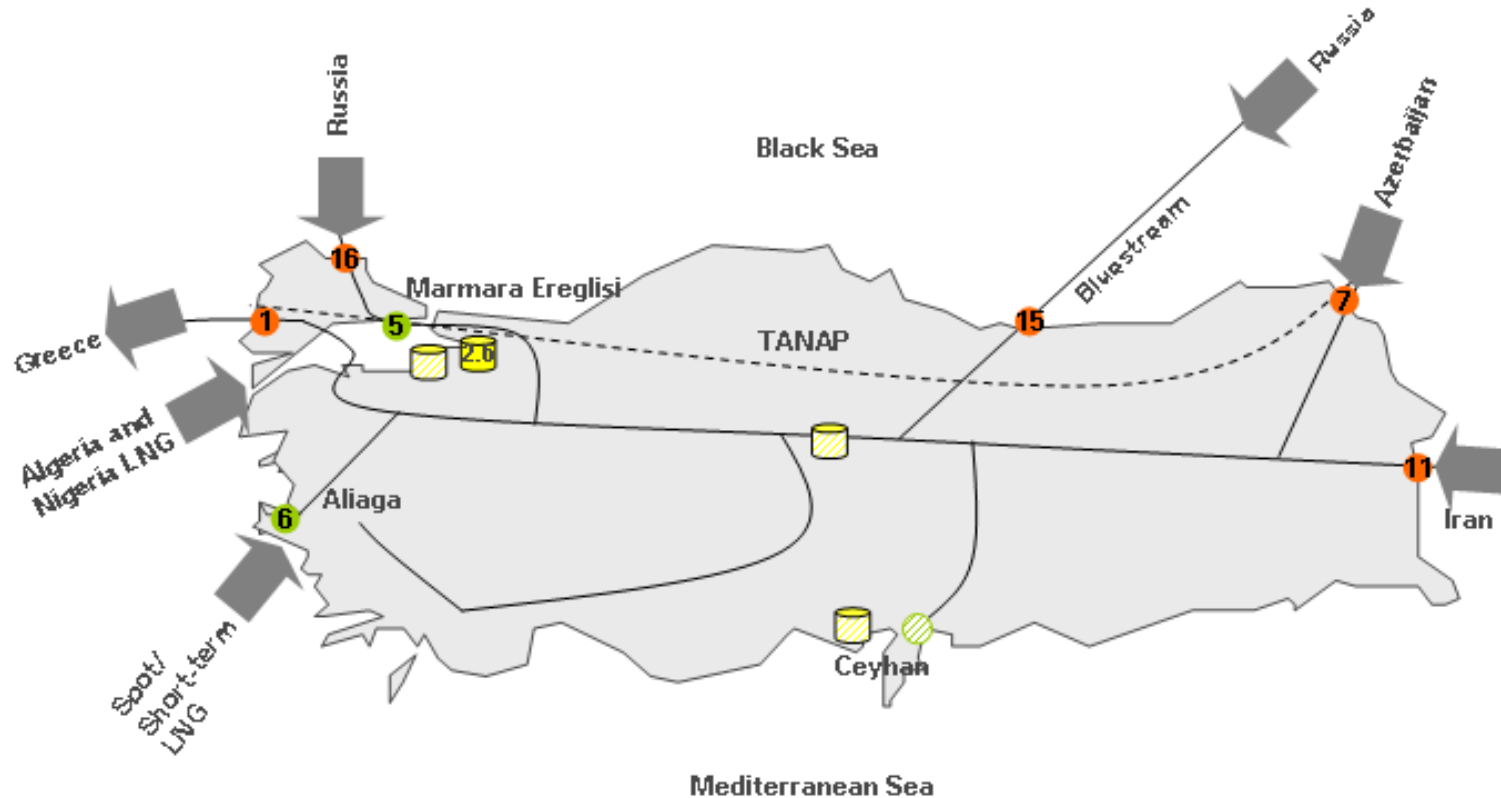 Russia
Russia
Azerbaijan
Black Sea
Bluestream
16
Marmara Ereglisi
7
1
5
15
Greece
TANAP
2.6
Algeria and
Nigeria LNG
11
Aliaga
6
Iran
Spot/
Short-term
LNG
Ceyhan
Mediterranean Sea